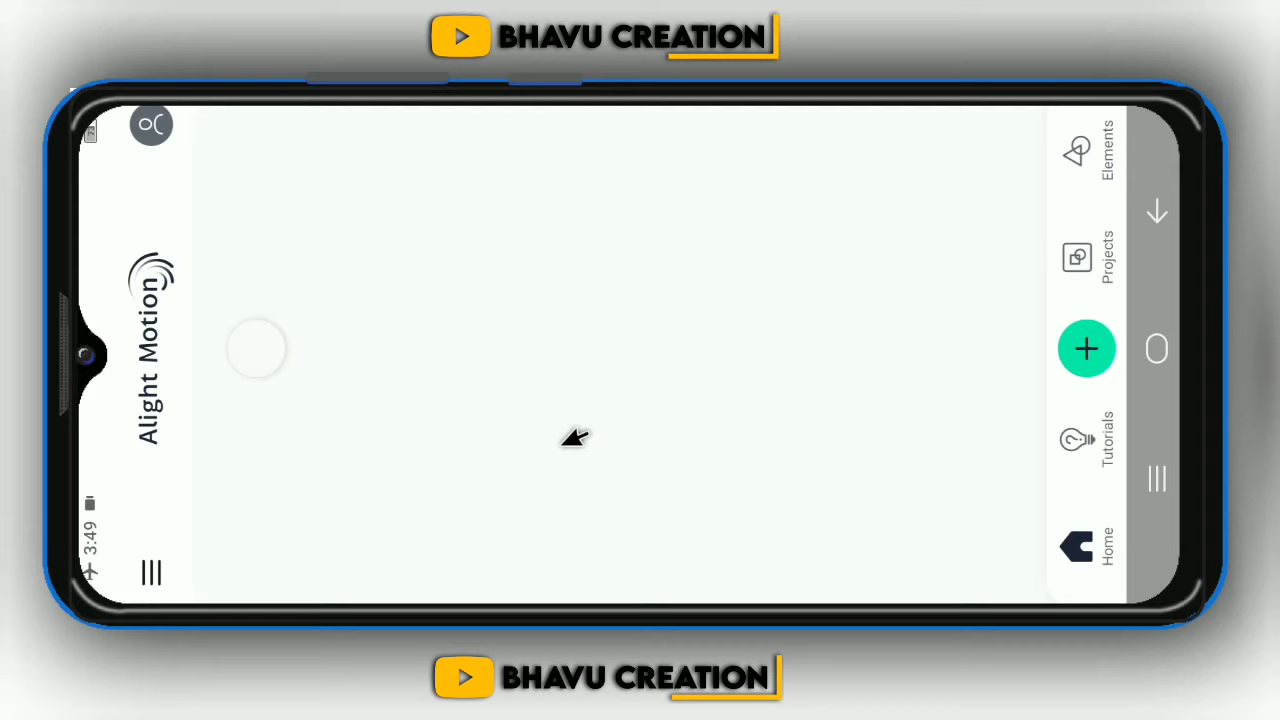 BHAVU CREATION
3:49
Alight Motion
Home
Tutorials
Projects
Elements
BHAVU CREATION